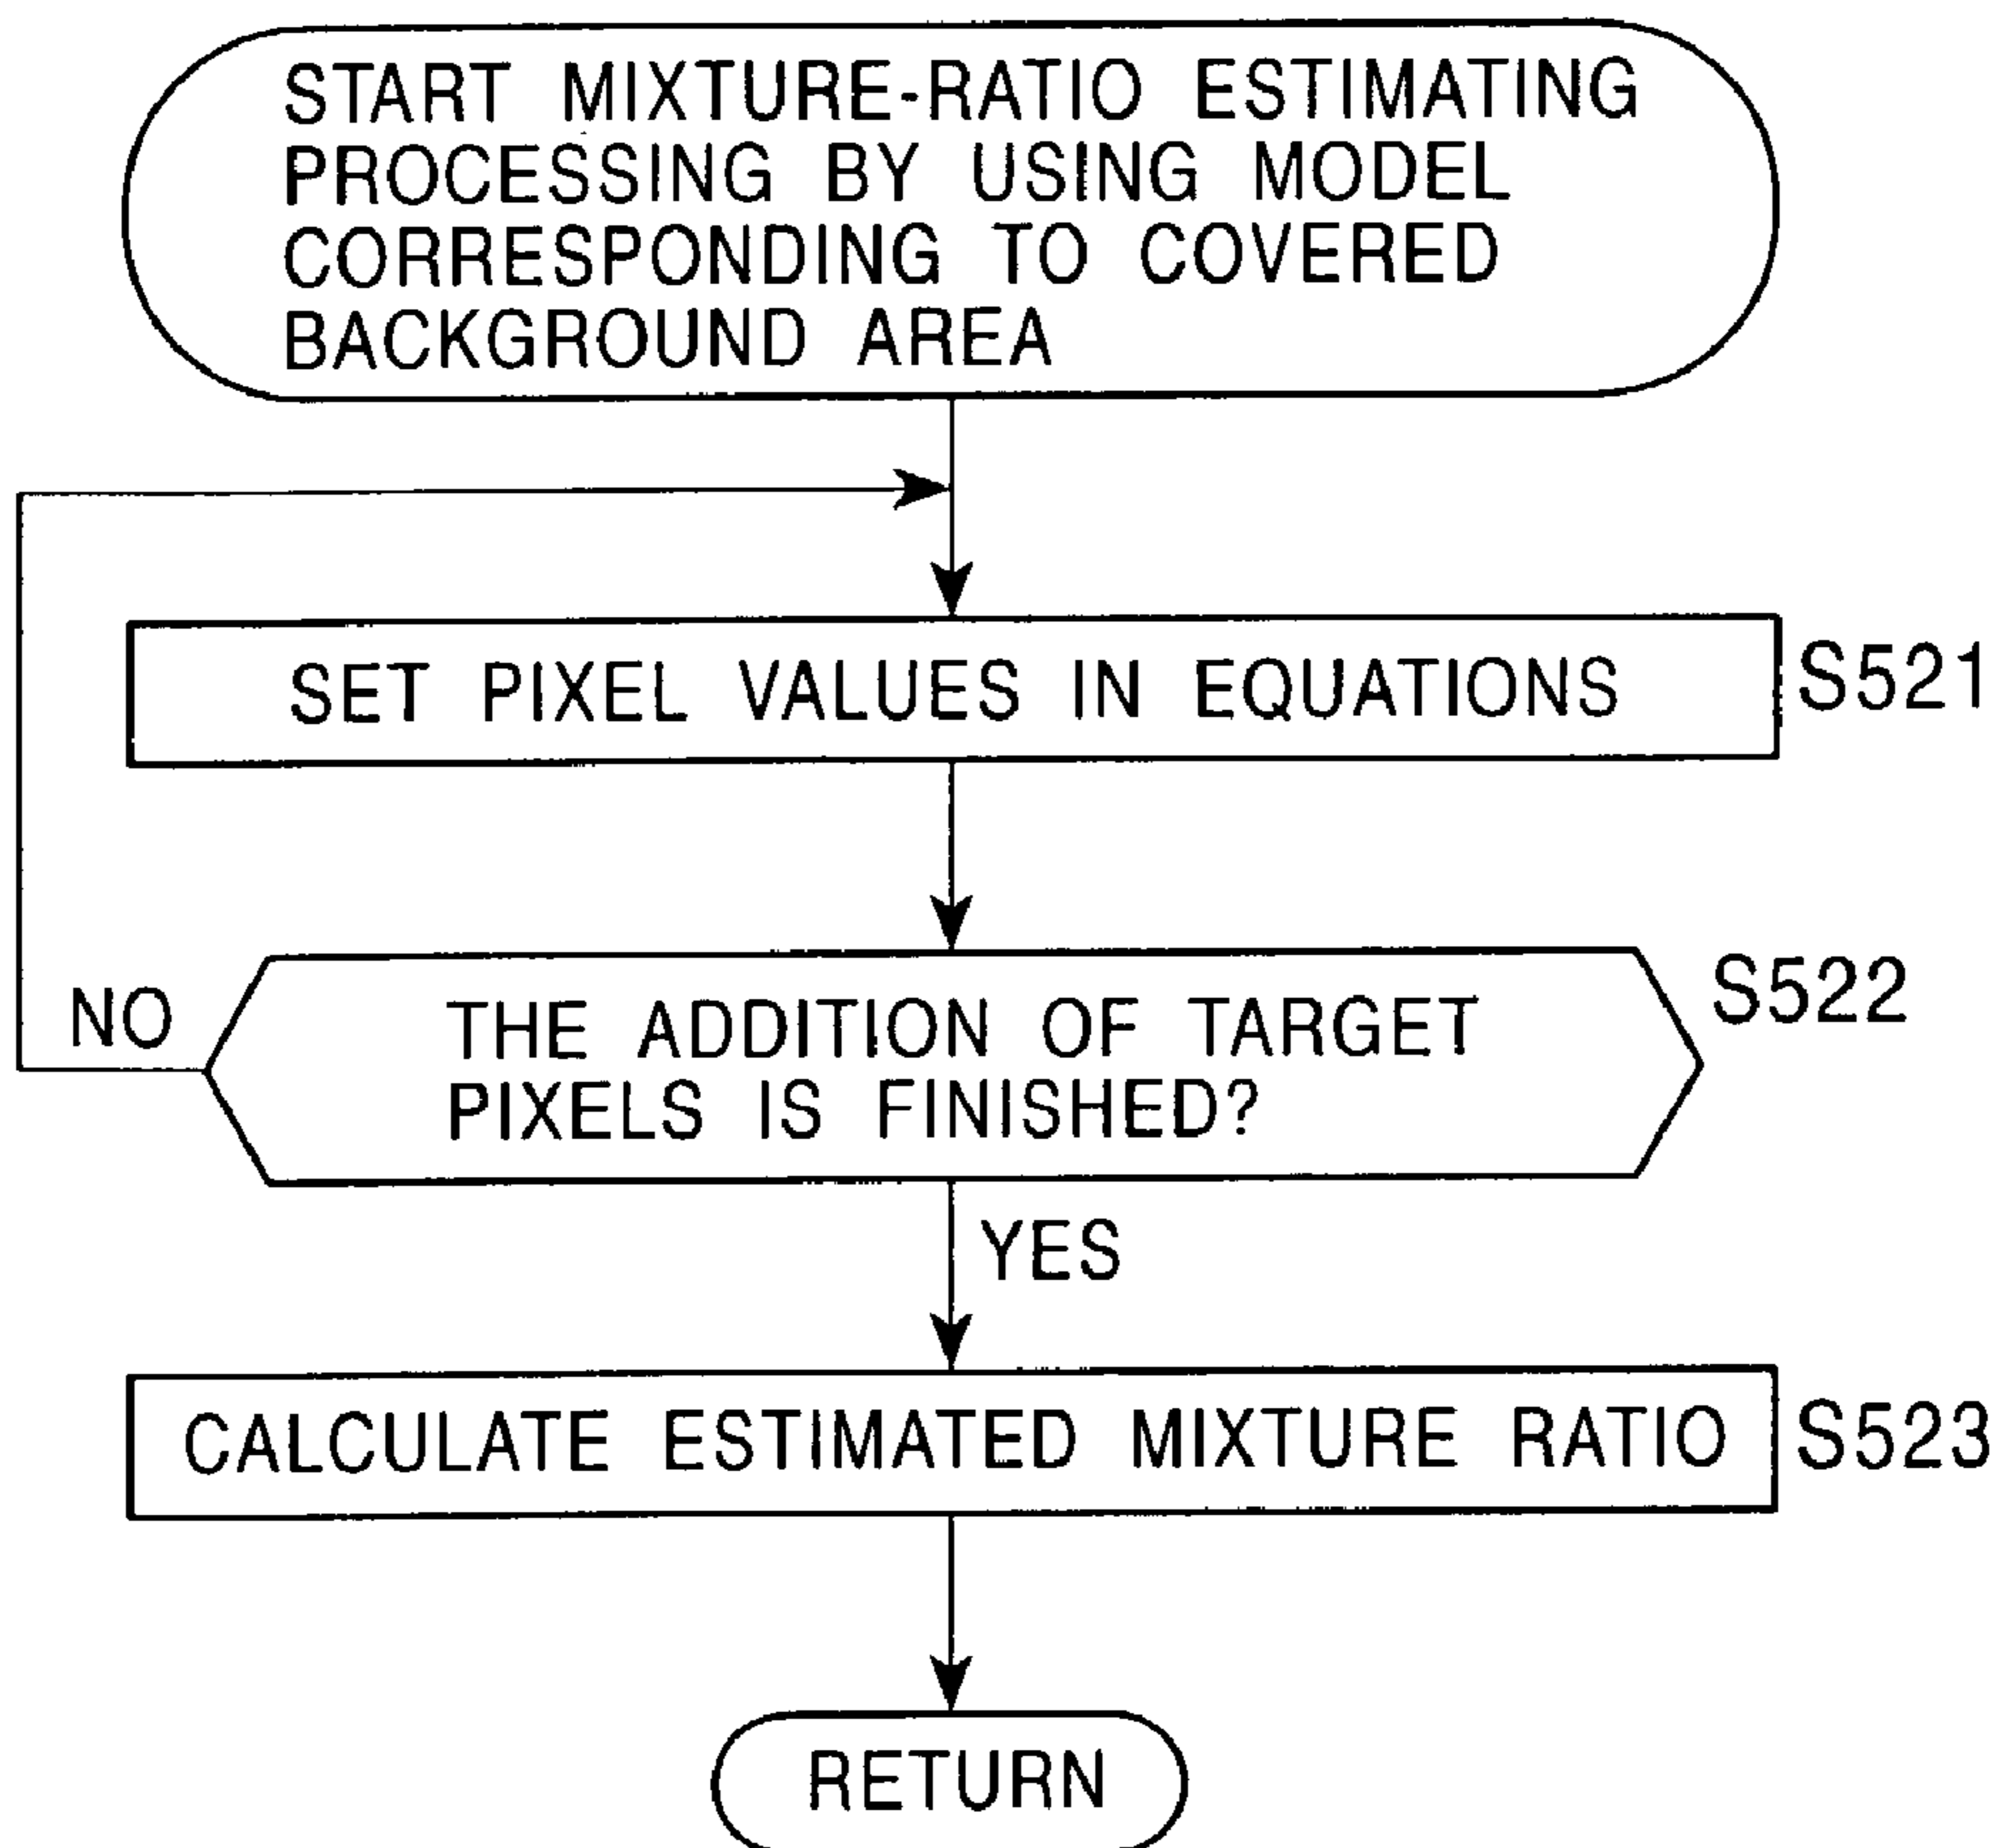 START MIXTURE-RATIO ESTIMATING
PROCESSING BY USING MODEL
CORRESPONDING TO COVERED
BACKGROUND AREA
SET PIXEL VALUES IN EQUATIONS
S521
NO
THE ADDITION OF TARGET
PIXELS IS FINISHED?
S522
YES
CALCULATE ESTIMATED MIXTURE RATIO
S523
RETURN